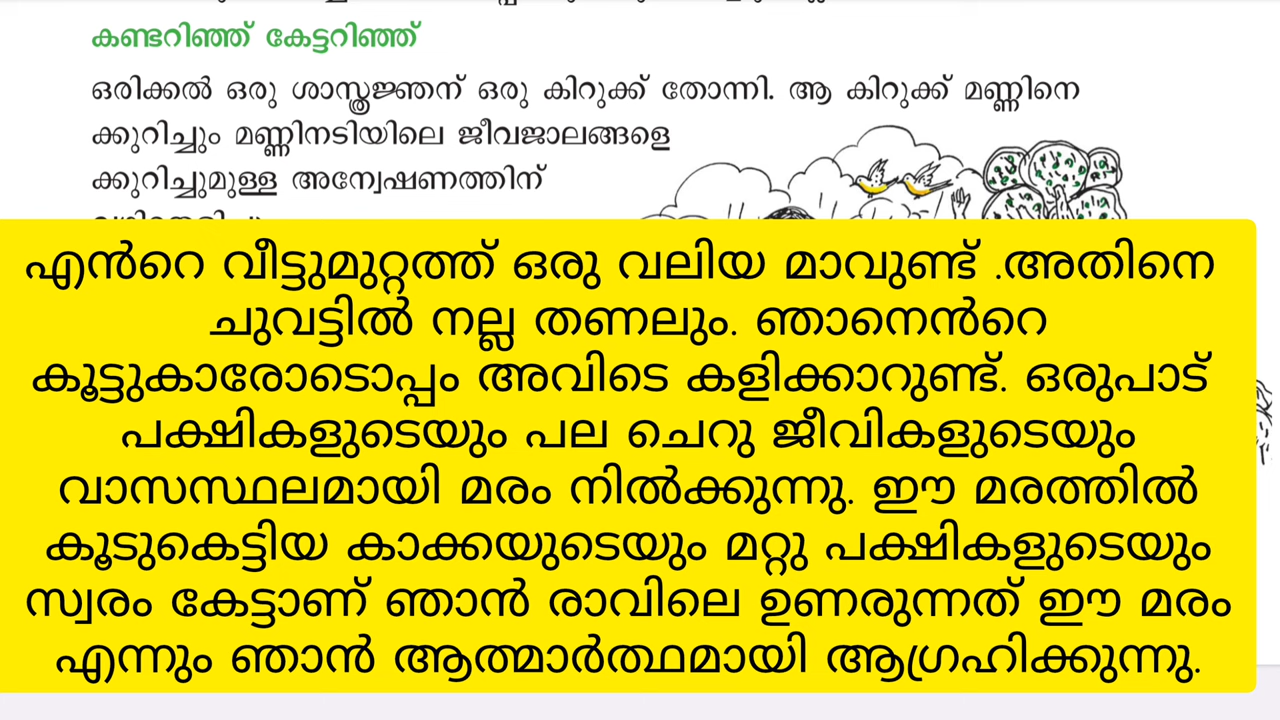 കണ്ടറിഞ്ഞ് കേട്ടറിഞ്ഞ്
ഒരിക്കൽ ഒരു ശാസ്ത്രജ്ഞന് ഒരു കിറുക്ക് തോന്നി. ആ കിറുക്ക് മണ്ണിനെ
ക്കുറിച്ചും മണ്ണിനടിയിലെ ജീവജാലങ്ങളെ
ക്കുറിച്ചുമുള്ള അന്വേഷണത്തിന്
എൻറെ വീട്ടുമുറ്റത്ത് ഒരു വലിയ മാവുണ്ട് .അതിനെ
ചുവട്ടിൽ നല്ല തണലും. ഞാനെൻറെ
കൂട്ടുകാരോടൊപ്പം അവിടെ കളിക്കാറുണ്ട്. ഒരുപാട്
പക്ഷികളുടെയും പല ചെറു ജീവികളുടെയും
വാസസ്ഥലമായി മരം നിൽക്കുന്നു. ഈ മരത്തിൽ
കൂടുകെട്ടിയ കാക്കയുടെയും മറ്റു പക്ഷികളുടെയും
സ്വരം കേട്ടാണ് ഞാൻ രാവിലെ ഉണരുന്നത് ഈ മരം
എന്നും ഞാൻ ആത്മാർത്ഥമായി ആഗ്രഹിക്കുന്നു.